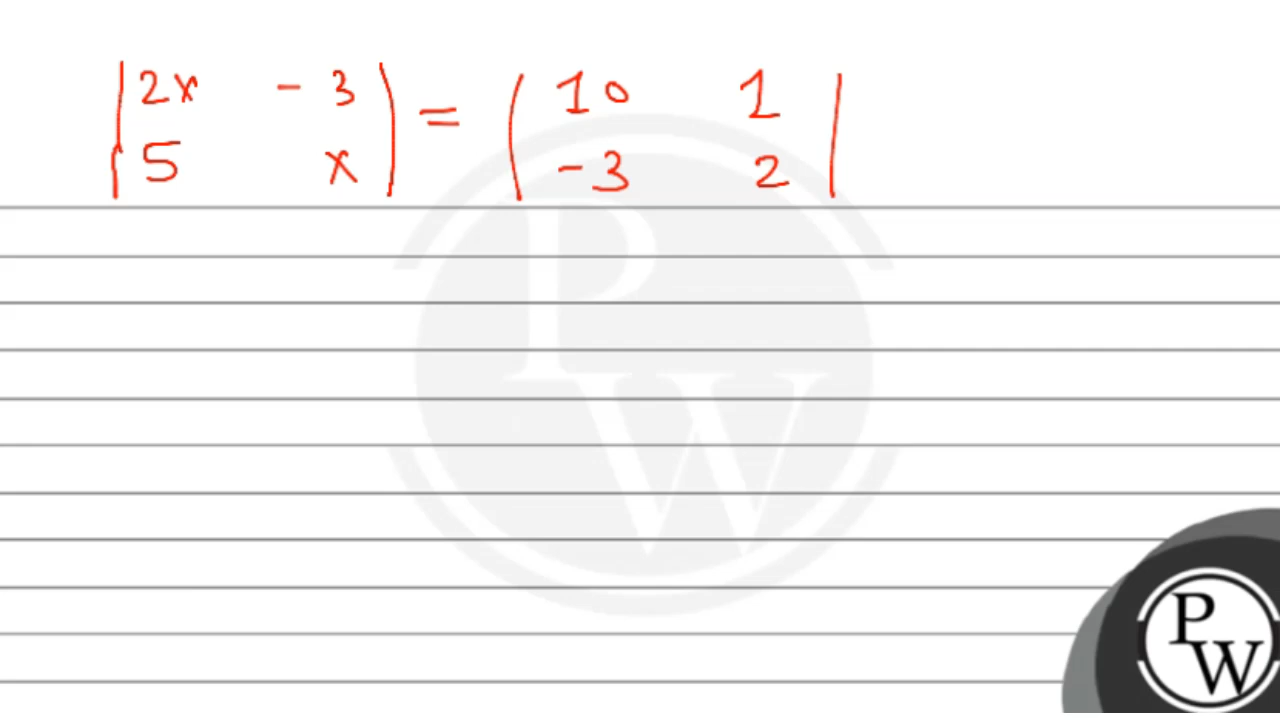 |2x - 3| = |10 1|
|5 x| |-3 2|
P
W
P
W